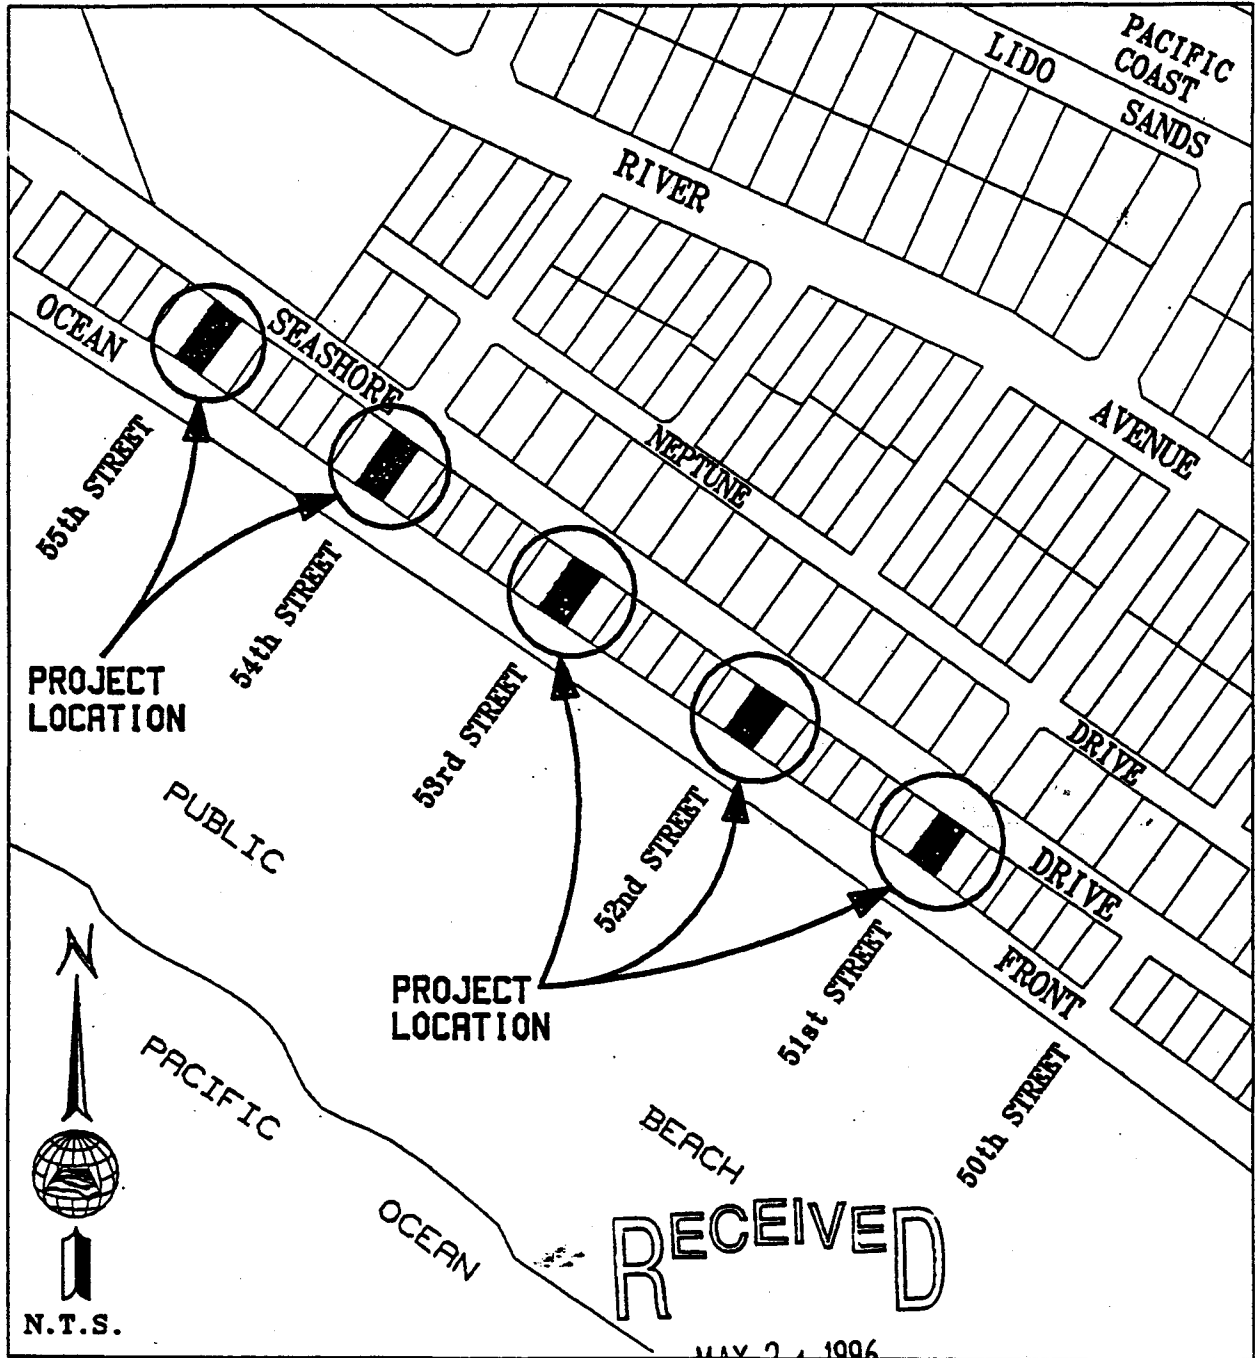 PACIFIC
COAST
LIDO
SANDS
RIVER
AVENUE
OCEAN
SEASHORE
NEPTUNE
DRIVE
DRIVE
FRONT
55th STREET
54th STREET
53rd STREET
52nd STREET
51st STREET
50th STREET
PROJECT
LOCATION
PROJECT
LOCATION
PUBLIC
BEACH
PACIFIC
OCEAN
N
N.T.S.
RECEIVED
1996